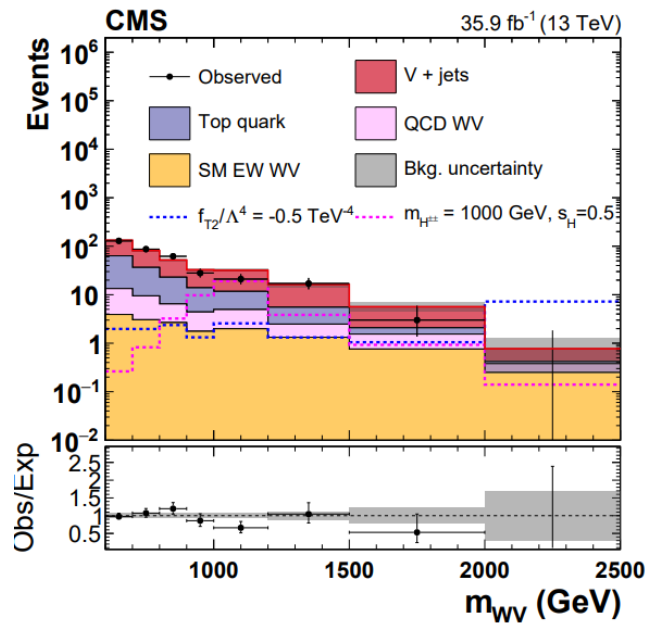 CMS 35.9 fb⁻¹ (13 TeV)
Events
10⁶
10⁵
10⁴
10³
10²
10
1
10⁻¹
10⁻²
Observed
V + jets
Top quark
QCD WV
SM EW WV
Bkg. uncertainty
f_T2/Λ⁴ = -0.5 TeV⁻⁴
m_H±± = 1000 GeV, s_H=0.5
Obs/Exp
2.5
2
1.5
1
0.5
1000 1500 2000 2500
m_WV (GeV)